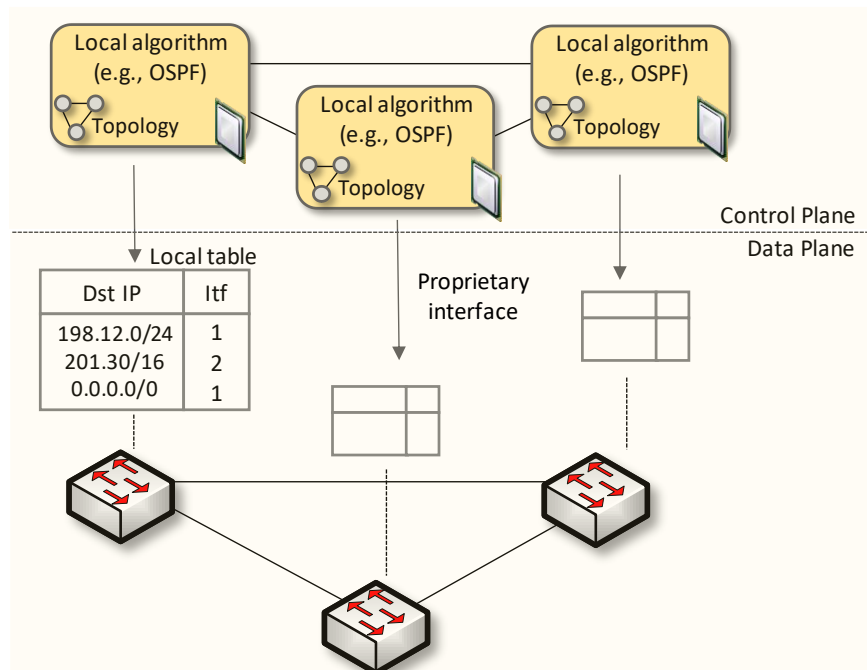 Local algorithm
(e.g., OSPF)
Topology
Local algorithm
(e.g., OSPF)
Topology
Local algorithm
(e.g., OSPF)
Topology
Control Plane
Data Plane
Local table
Dst IP Itf
198.12.0/24 1
201.30/16 2
0.0.0.0/0 1
Proprietary
interface